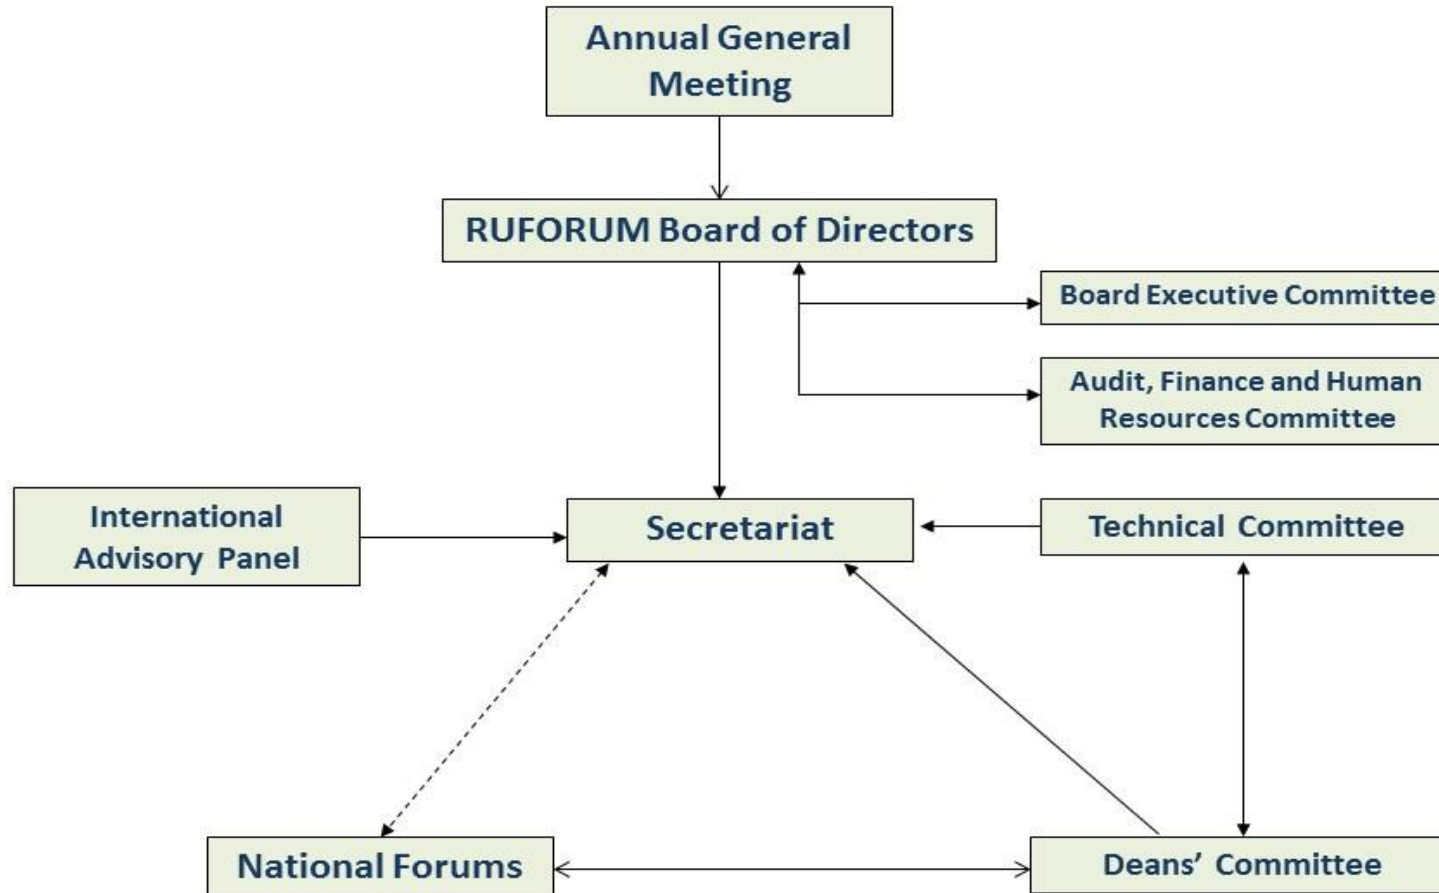 Annual General
Meeting
RUFORUM Board of Directors
Board Executive Committee
Audit, Finance and Human
Resources Committee
International
Advisory Panel
Secretariat
Technical Committee
National Forums
Deans’ Committee